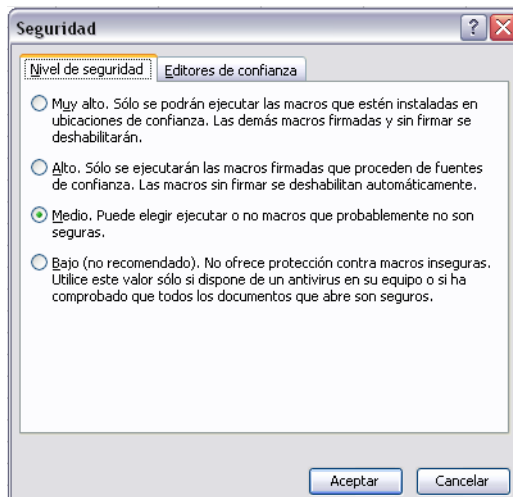 Seguridad
Nivel de seguridad Editores de confianza
Muy alto. Sólo se podrán ejecutar las macros que estén instaladas en
ubicaciones de confianza. Las demás macros firmadas y sin firmar se
deshabilitarán.
Alto. Sólo se ejecutarán las macros firmadas que proceden de fuentes
de confianza. Las macros sin firmar se deshabilitan automáticamente.
Medio. Puede elegir ejecutar o no macros que probablemente no son
seguras.
Bajo (no recomendado). No ofrece protección contra macros inseguras.
Utilice este valor sólo si dispone de un antivirus en su equipo o si ha
comprobado que todos los documentos que abre son seguros.
Aceptar Cancelar